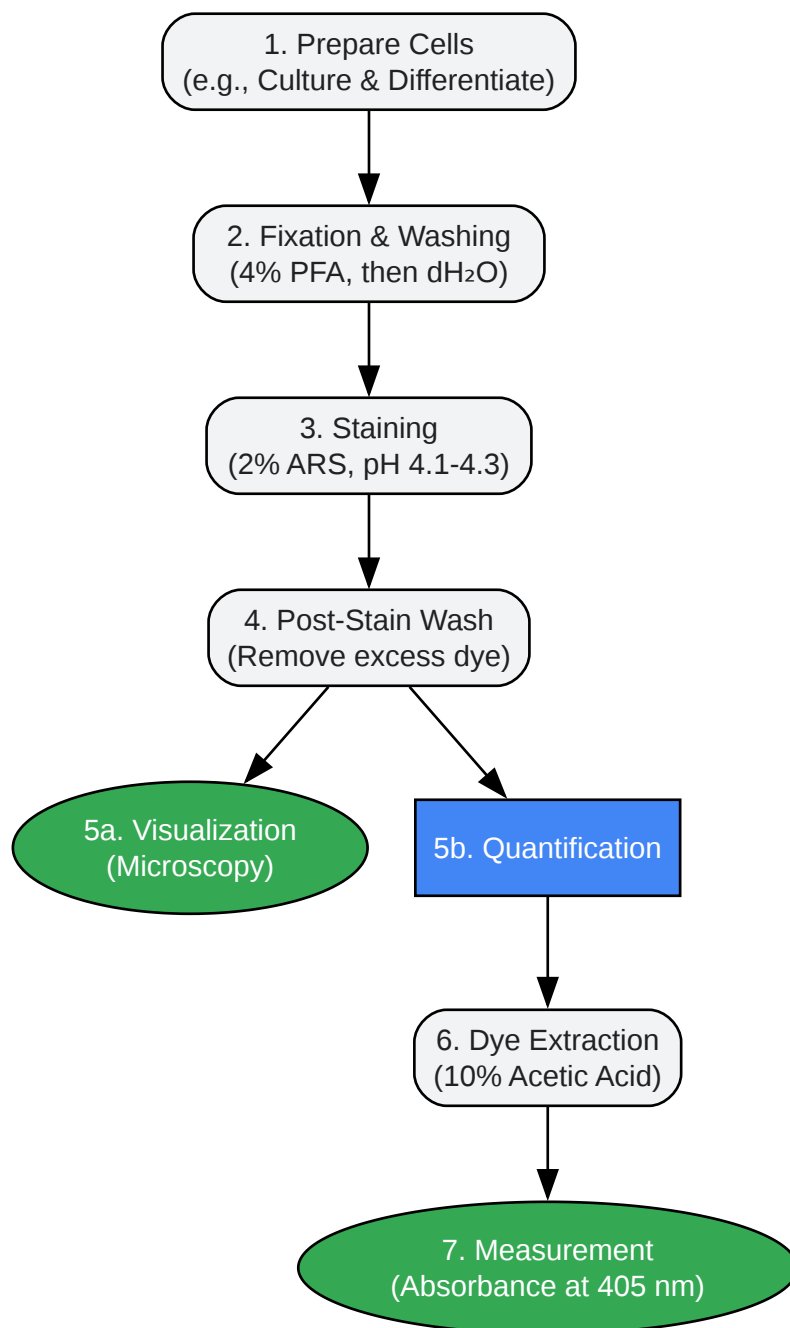 1. Prepare Cells
(e.g., Culture & Differentiate)
2. Fixation & Washing
(4% PFA, then dH₂O)
3. Staining
(2% ARS, pH 4.1-4.3)
4. Post-Stain Wash
(Remove excess dye)
5a. Visualization
(Microscopy)
5b. Quantification
6. Dye Extraction
(10% Acetic Acid)
7. Measurement
(Absorbance at 405 nm)